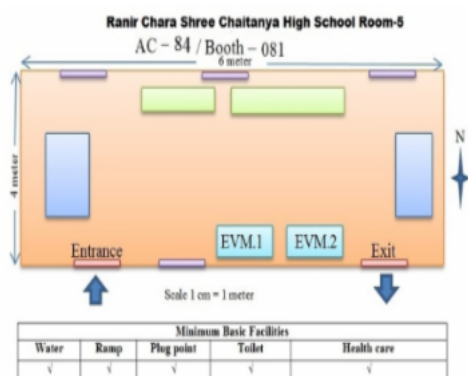 Ranir Chara Shree Chaitanya High School Room-5
AC – 84 / Booth – 081
6 meter
4 meter
N
EVM.1 EVM.2
Entrance Exit
Scale 1 cm = 1 meter
Minimum Basic Facilities
Water Ramp Plug point Toilet Health care
√ √ √ √ √